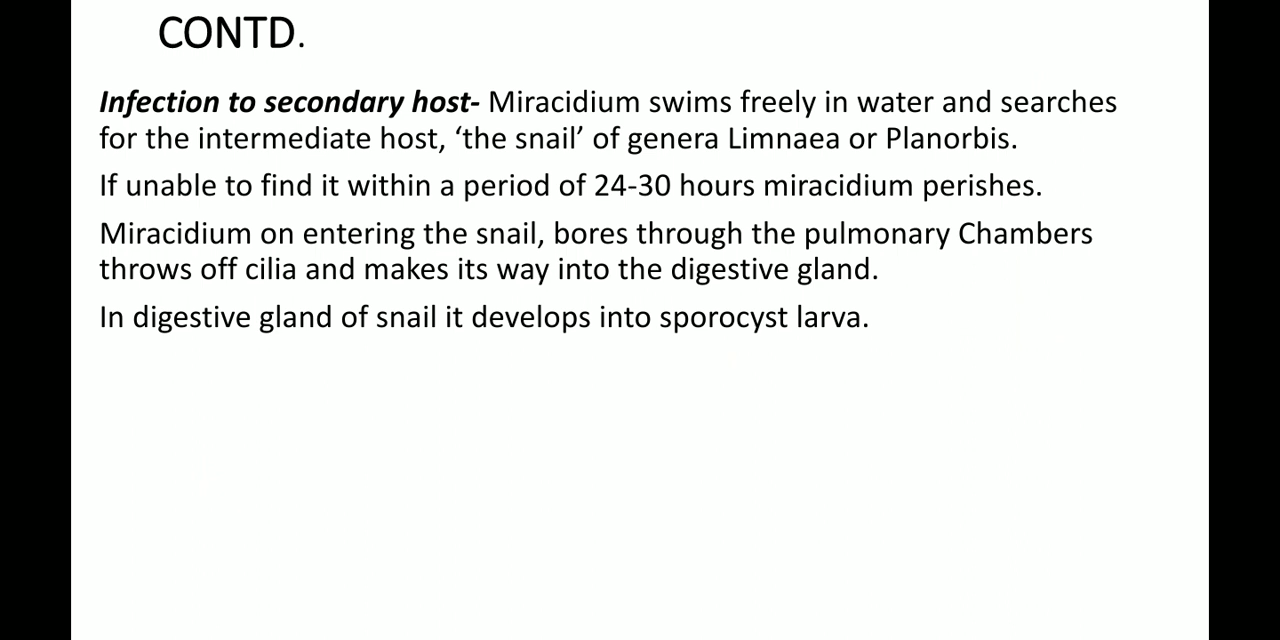 CONTD.
Infection to secondary host- Miracidium swims freely in water and searches
for the intermediate host, ‘the snail’ of genera Limnaea or Planorbis.
If unable to find it within a period of 24-30 hours miracidium perishes.
Miracidium on entering the snail, bores through the pulmonary Chambers
throws off cilia and makes its way into the digestive gland.
In digestive gland of snail it develops into sporocyst larva.